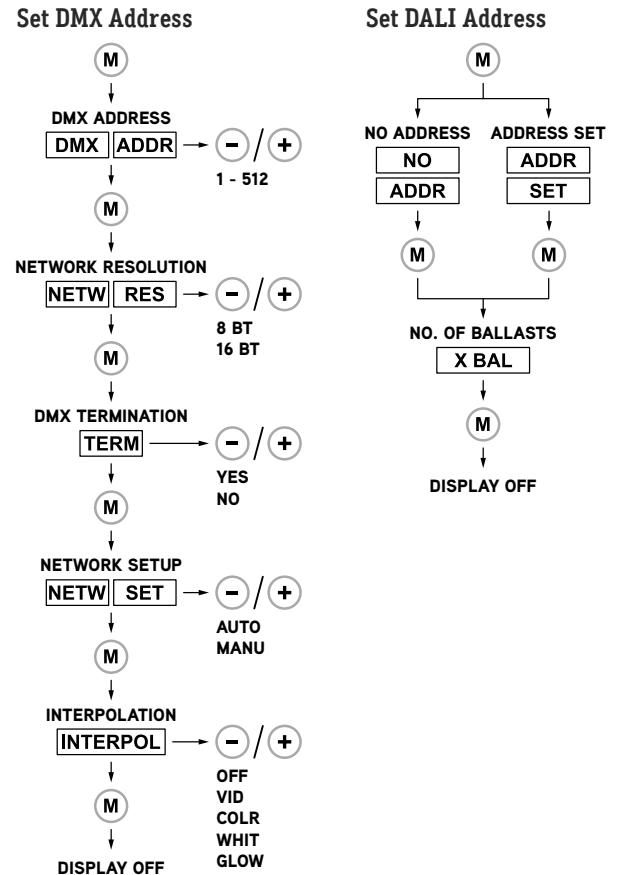 Set DMX Address
M
DMX ADDRESS
DMX ADDR - / +
1 - 512
M
NETWORK RESOLUTION
NETW RES - / +
8 BT
16 BT
M
DMX TERMINATION
TERM - / +
YES
NO
M
NETWORK SETUP
NETW SET - / +
AUTO
MANU
M
INTERPOLATION
INTERPOL - / +
OFF
VID
COLR
WHIT
GLOW
M
DISPLAY OFF
Set DALI Address
M
NO ADDRESS ADDRESS SET
NO ADDR
ADDR SET
M M
NO. OF BALLASTS
X BAL
M
DISPLAY OFF